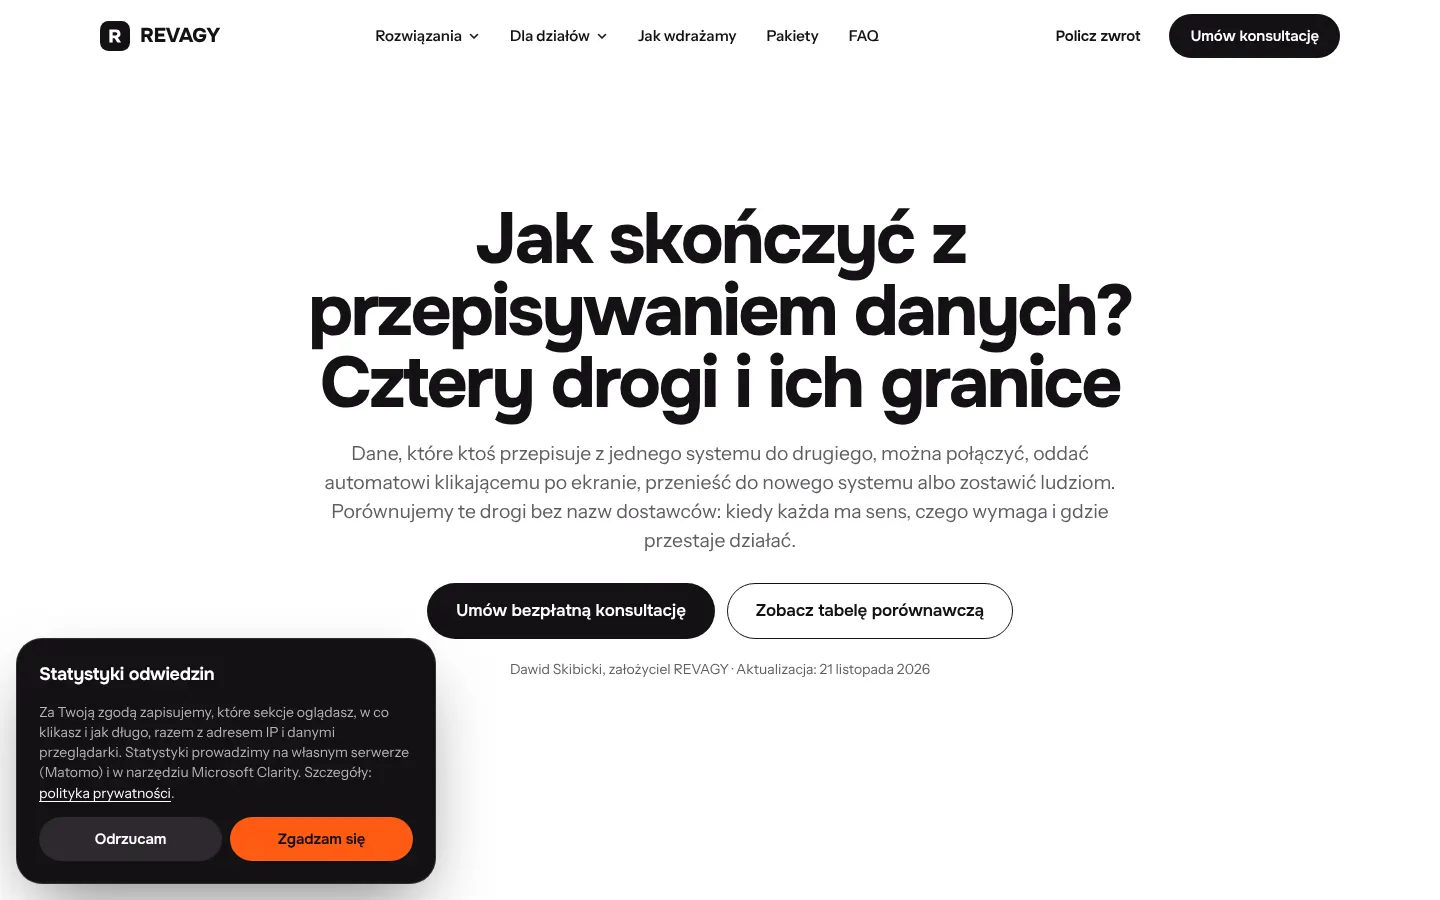 R REVAGY
Rozwiązania
Dla działów
Jak wdrażamy
Pakiety
FAQ
Policz zwrot
Umów konsultację
Jak skończyć z
przepisywaniem danych?
Cztery drogi i ich granice
Dane, które ktoś przepisuje z jednego systemu do drugiego, można połączyć, oddać
automatowi klikającemu po ekranie, przenieść do nowego systemu albo zostawić ludziom.
Porównujemy te drogi bez nazw dostawców: kiedy każda ma sens, czego wymaga i gdzie
przestaje działać.
Umów bezpłatną konsultację
Zobacz tabelę porównawczą
Dawid Skibicki, założyciel REVAGY · Aktualizacja: 21 listopada 2026
Statystyki odwiedzin
Za Twoją zgodą zapisujemy, które sekcje oglądasz, w co
klikasz i jak długo, razem z adresem IP i danymi
przeglądarki. Statystyki prowadzimy na własnym serwerze
(Matomo) i w narzędziu Microsoft Clarity. Szczegóły:
polityka prywatności.
Odrzucam
Zgadzam się